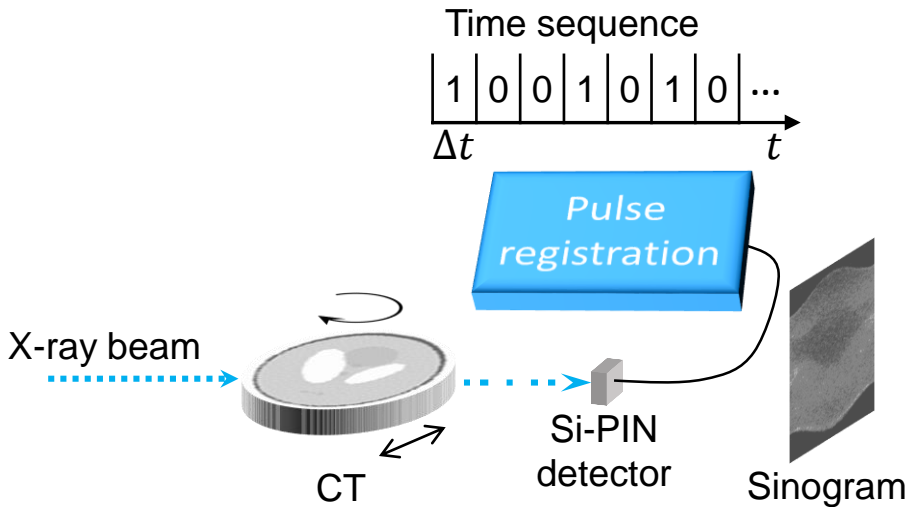 Time sequence
1 0 0 1 0 1 0 ...
Δt t
Pulse
registration
X-ray beam
CT
Si-PIN
detector
Sinogram